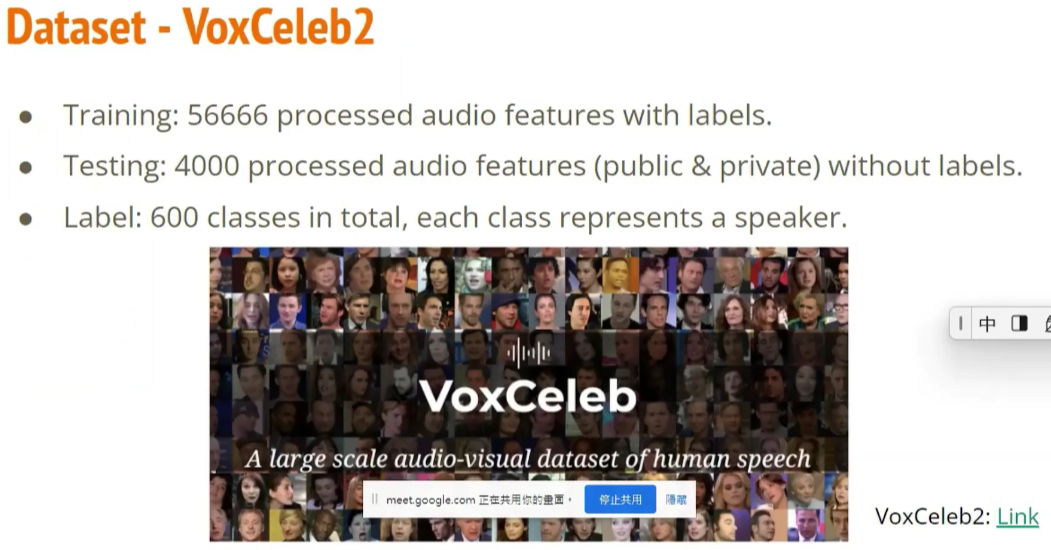 Dataset - VoxCeleb2
● Training: 56666 processed audio features with labels.
● Testing: 4000 processed audio features (public & private) without labels.
● Label: 600 classes in total, each class represents a speaker.
中
VoxCeleb
A large scale audio-visual dataset of human speech
meet.google.com 正在共用你的畫面。 停止共用 隱藏
VoxCeleb2: Link